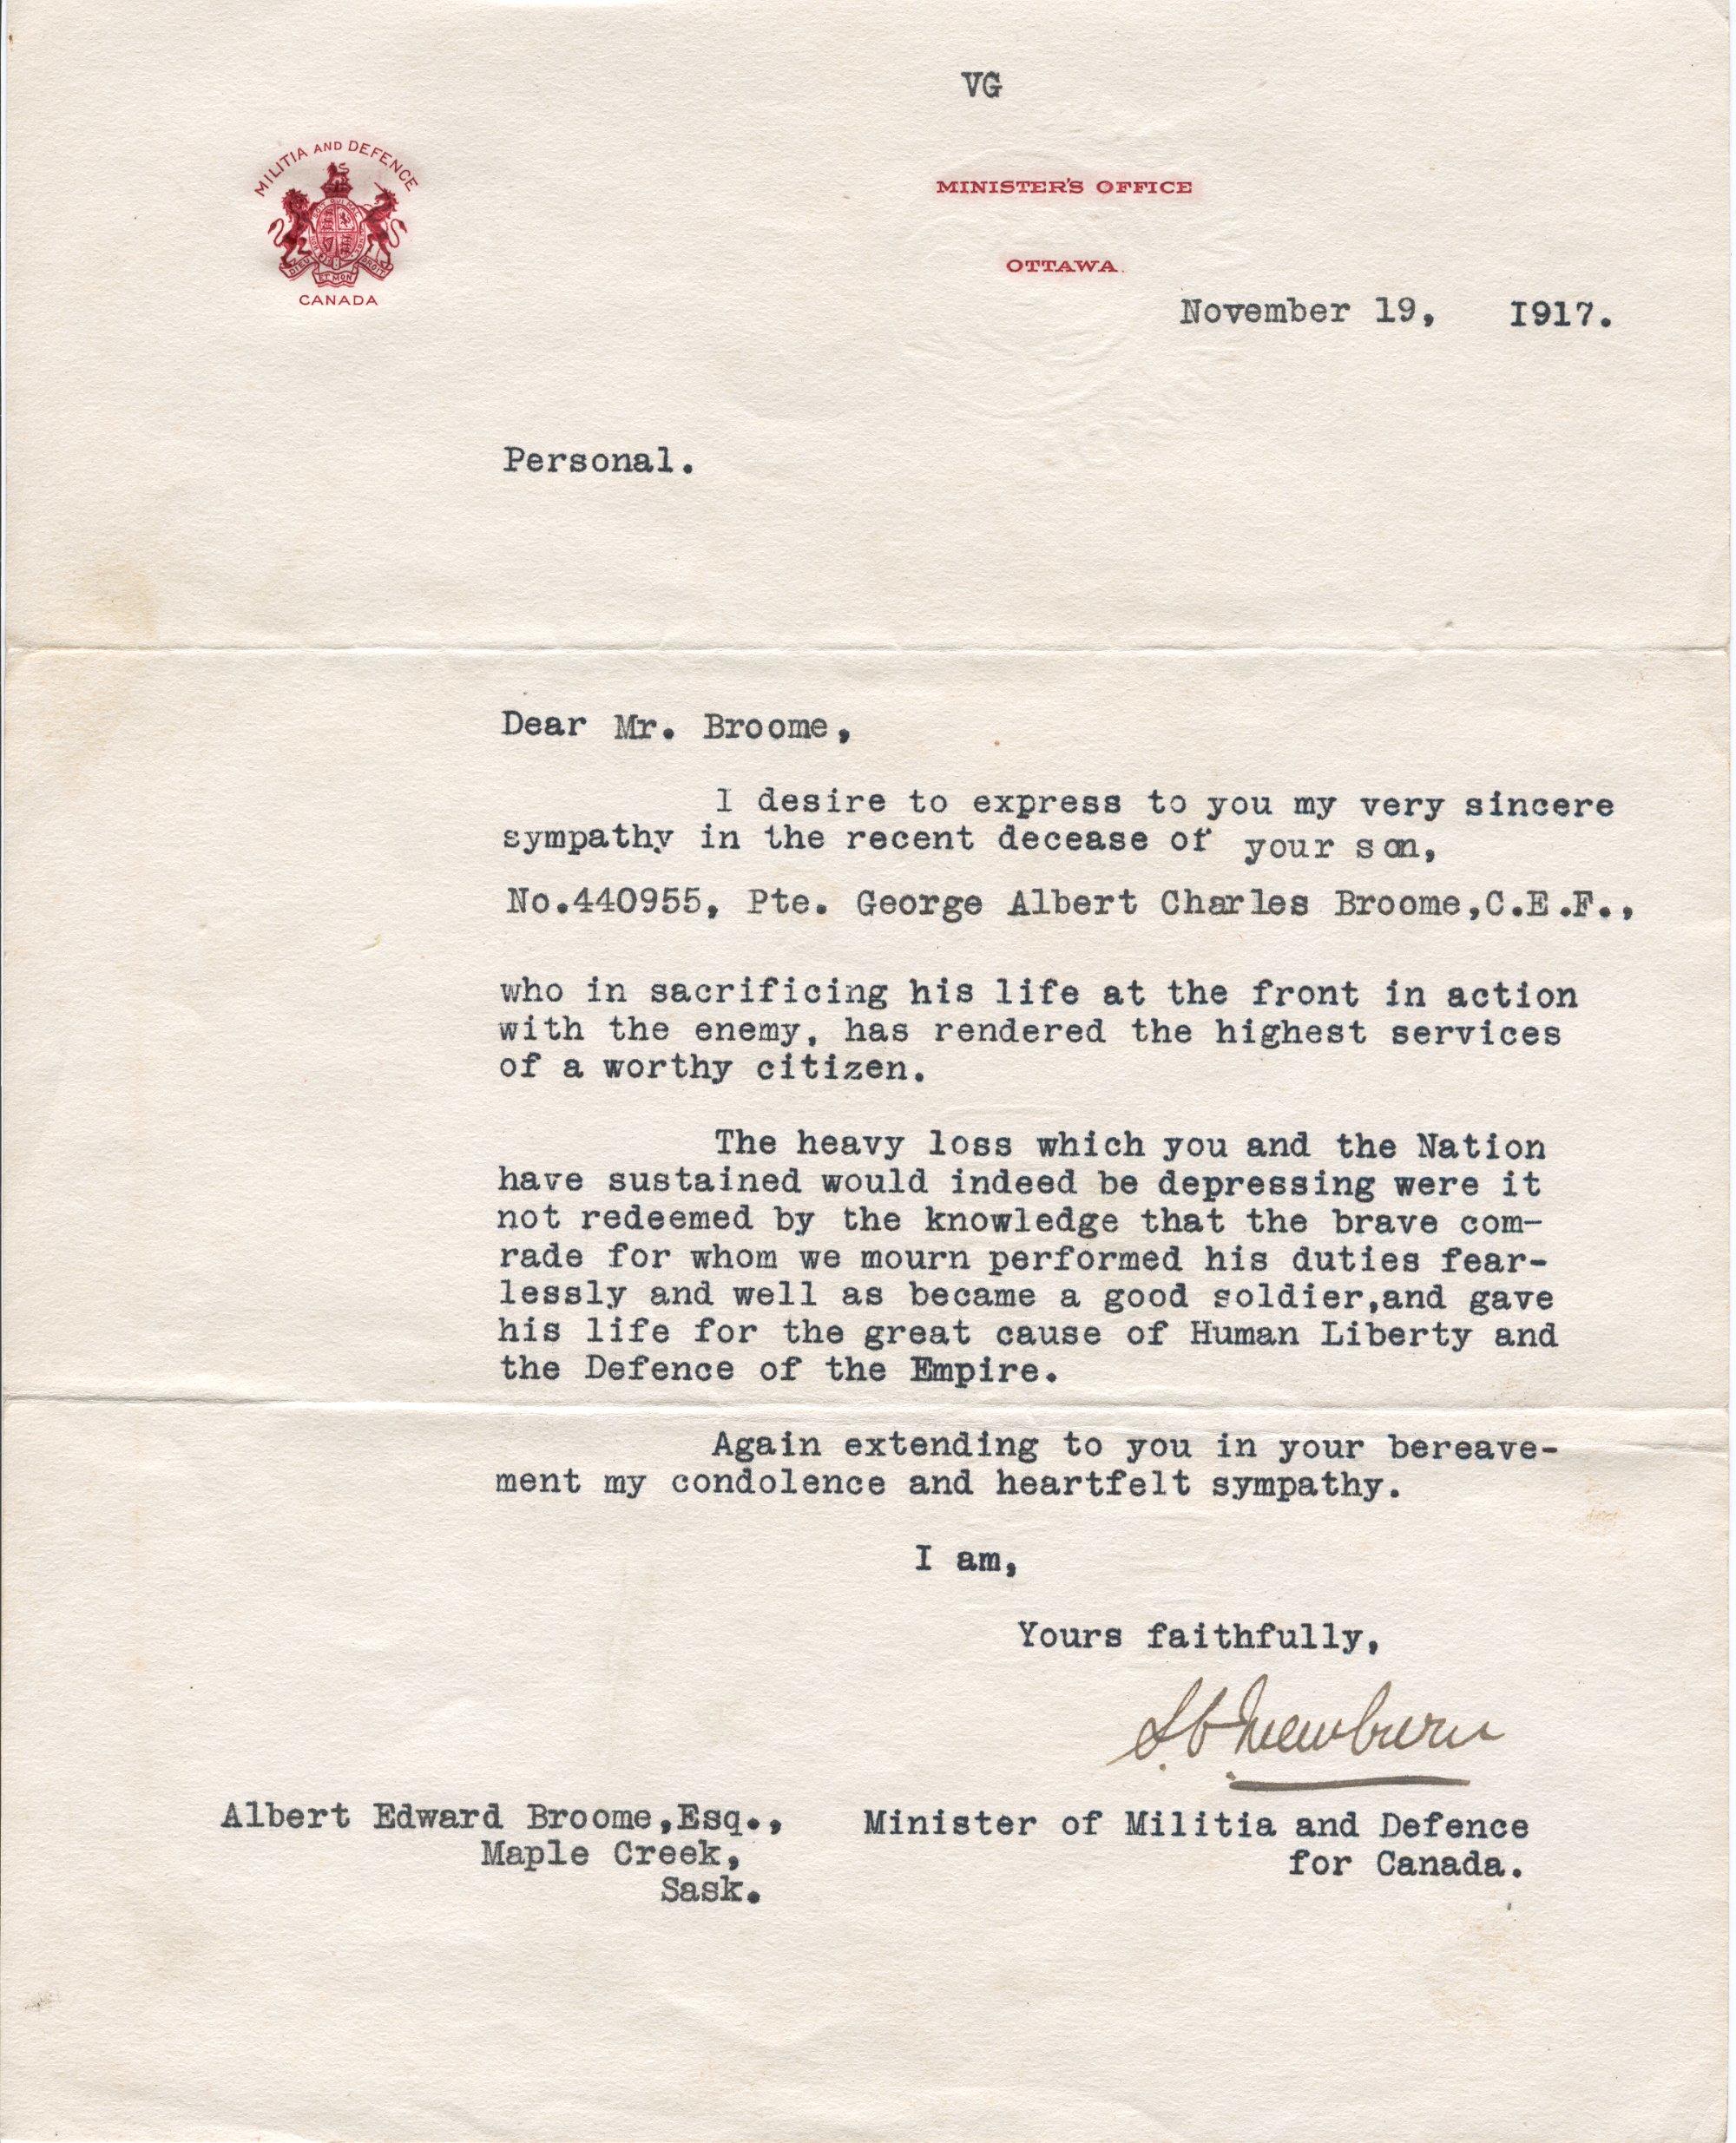 VG
MILITIA AND DEFENCE
DIEU ET MON DROIT
CANADA
MINISTER'S OFFICE
OTTAWA.
November 19, I917.
Personal.
Dear Mr. Broome,
I desire to express to you my very sincere
sympathy in the recent decease of your son,
No.440955, Pte. George Albert Charles Broome,C.E.F.,
who in sacrificing his life at the front in action
with the enemy, has rendered the highest services
of a worthy citizen.
The heavy loss which you and the Nation
have sustained would indeed be depressing were it
not redeemed by the knowledge that the brave com-
rade for whom we mourn performed his duties fear-
lessly and well as became a good soldier,and gave
his life for the great cause of Human Liberty and
the Defence of the Empire.
Again extending to you in your bereave-
ment my condolence and heartfelt sympathy.
I am,
Yours faithfully,
S.C. Newburn
Albert Edward Broome,Esq.,
Maple Creek,
Sask.
Minister of Militia and Defence
for Canada.